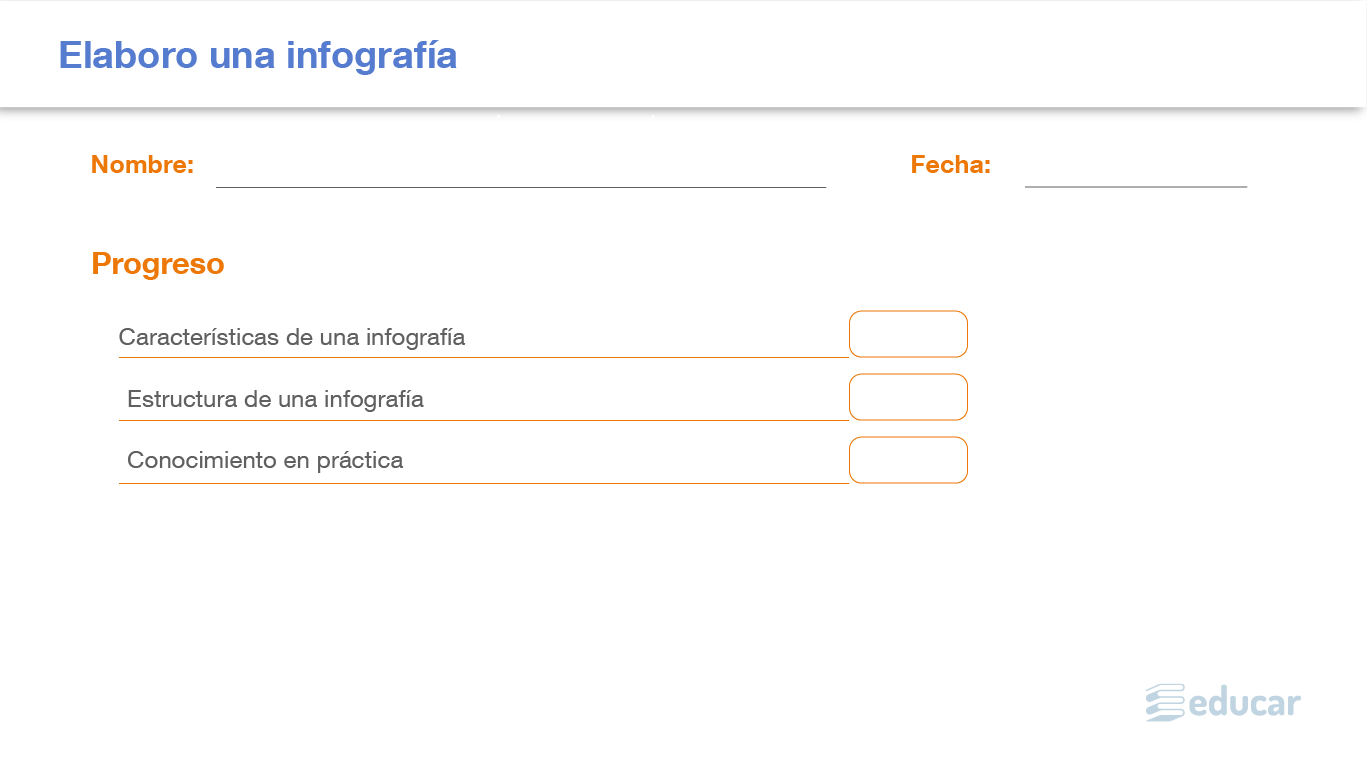 Elaboro una infografía
Nombre: Fecha:
Progreso
Características de una infografía
Estructura de una infografía
Conocimiento en práctica
educar